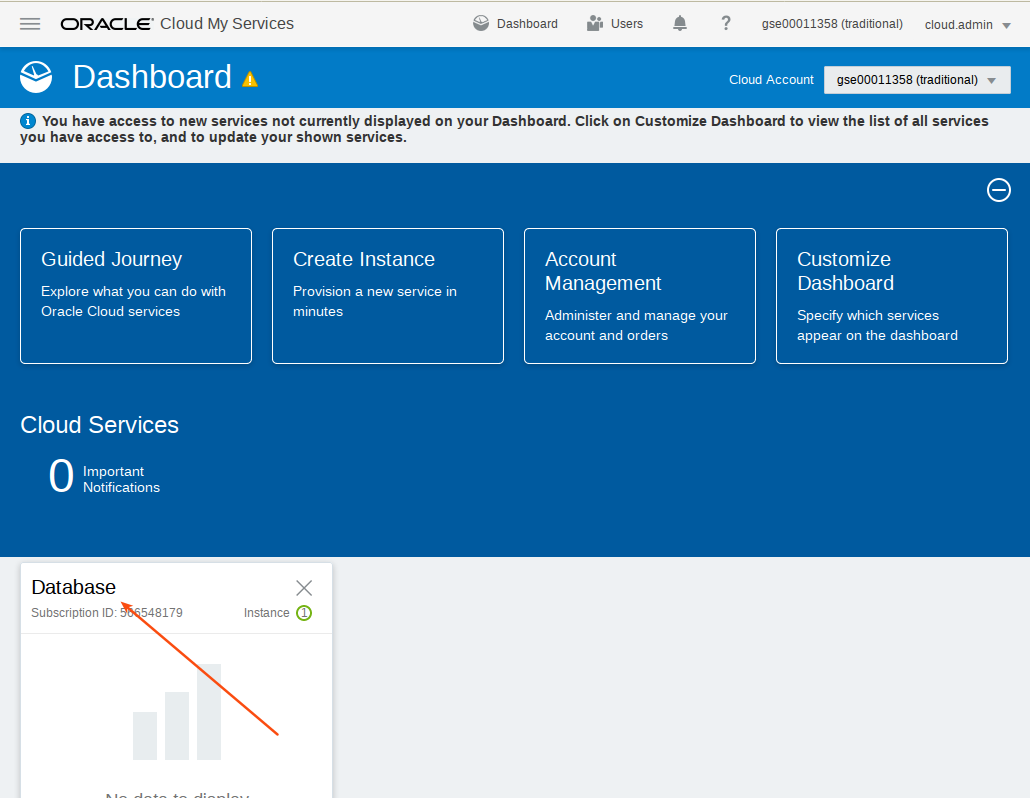 ORACLE Cloud My Services Dashboard Users ? gse00011358 (traditional) cloud.admin
Dashboard
Cloud Account gse00011358 (traditional)
You have access to new services not currently displayed on your Dashboard. Click on Customize Dashboard to view the list of all services
you have access to, and to update your shown services.
Guided Journey
Explore what you can do with
Oracle Cloud services
Create Instance
Provision a new service in
minutes
Account
Management
Administer and manage your
account and orders
Customize
Dashboard
Specify which services
appear on the dashboard
Cloud Services
0 Important
Notifications
Database
Subscription ID: 506548179 Instance 1
No data to display